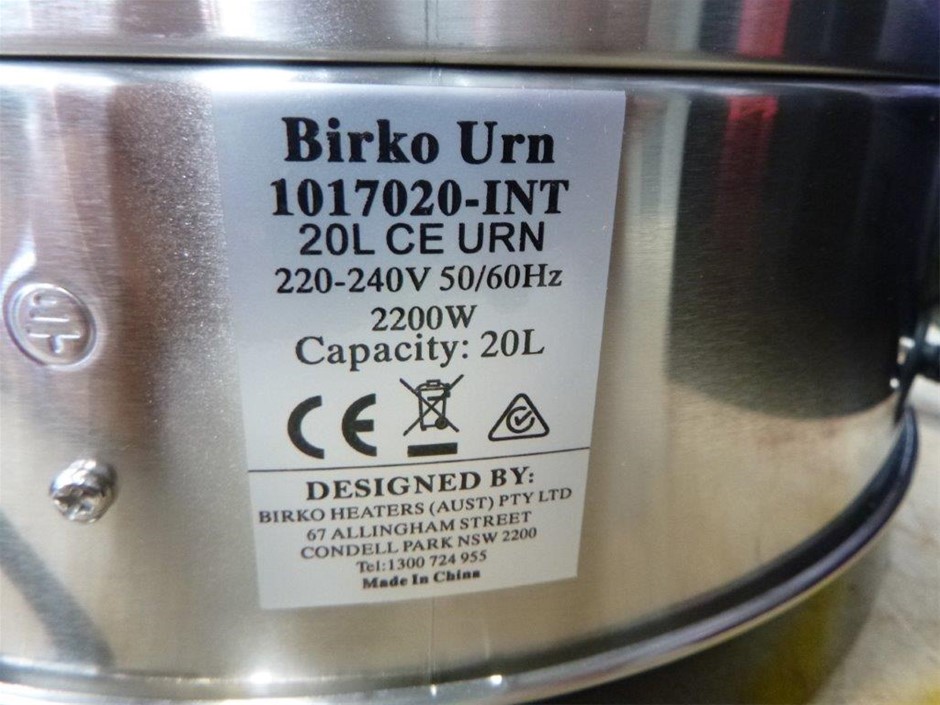 Birko Urn
1017020-INT
20L CE URN
220-240V 50/60Hz
2200W
Capacity: 20L
CE
DESIGNED BY:
BIRKO HEATERS (AUST) PTY LTD
67 ALLINGHAM STREET
CONDELL PARK NSW 2200
Tel:1300 724 955
Made In China